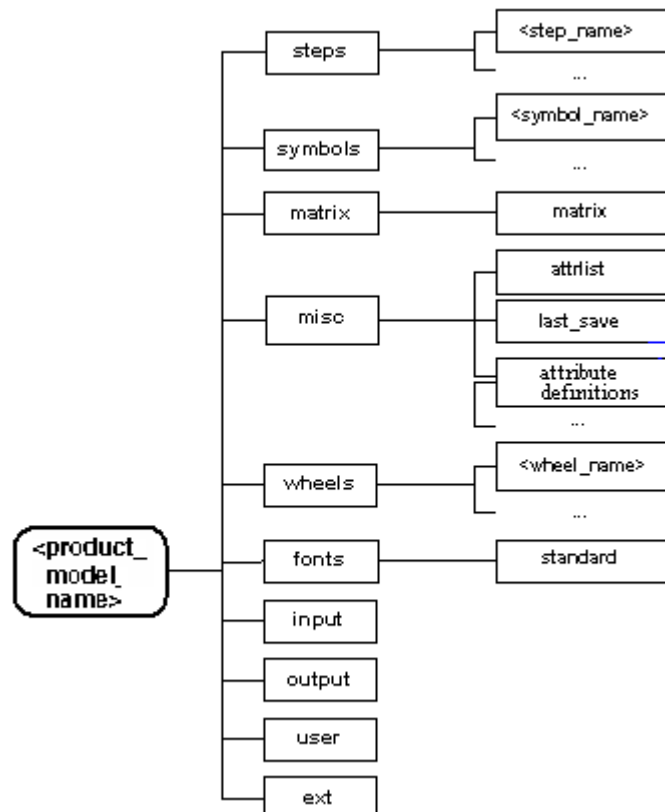 <step_name>
steps
...
<symbol_name>
symbols
...
matrix
matrix
attrlist
misc
last_save
attribute
definitions
...
<wheel_name>
wheels
...
<product_
model_
name>
fonts
standard
input
output
user
ext